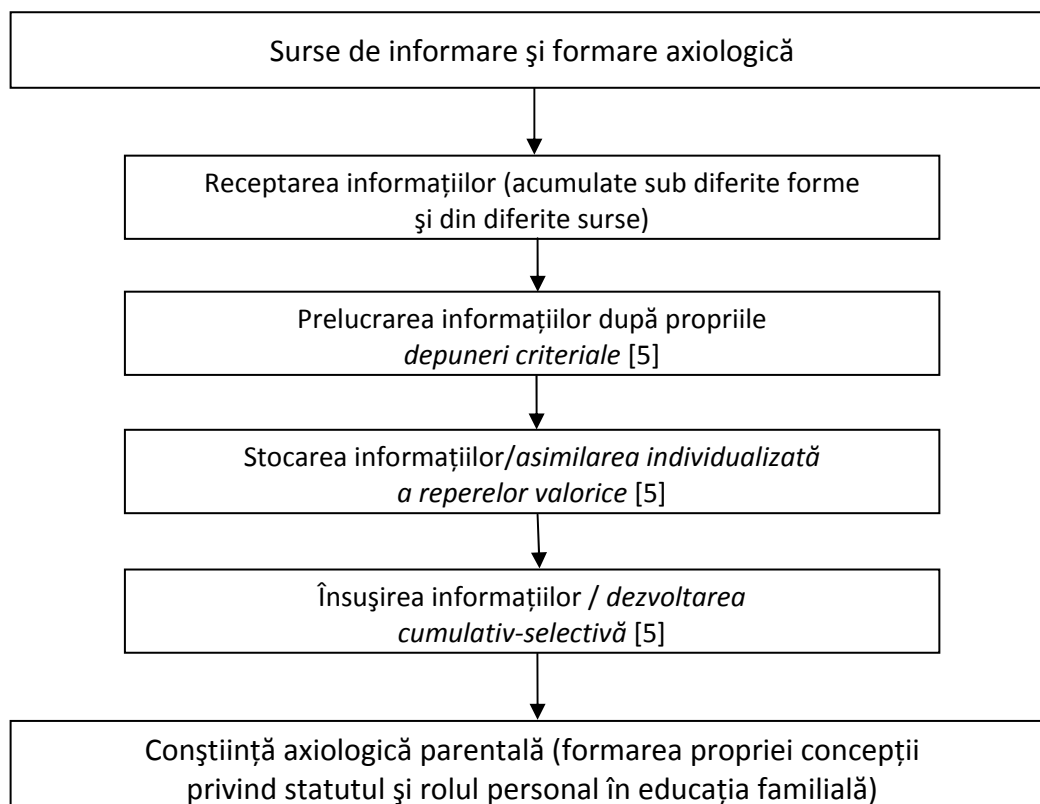 Surse de informare şi formare axiologică
Receptarea informațiilor (acumulate sub diferite forme
şi din diferite surse)
Prelucrarea informațiilor după propriile
depuneri criteriale [5]
Stocarea informațiilor/asimilarea individualizată
a reperelor valorice [5]
Însuşirea informațiilor / dezvoltarea
cumulativ-selectivă [5]
Conştiință axiologică parentală (formarea propriei concepții
privind statutul şi rolul personal în educația familială)